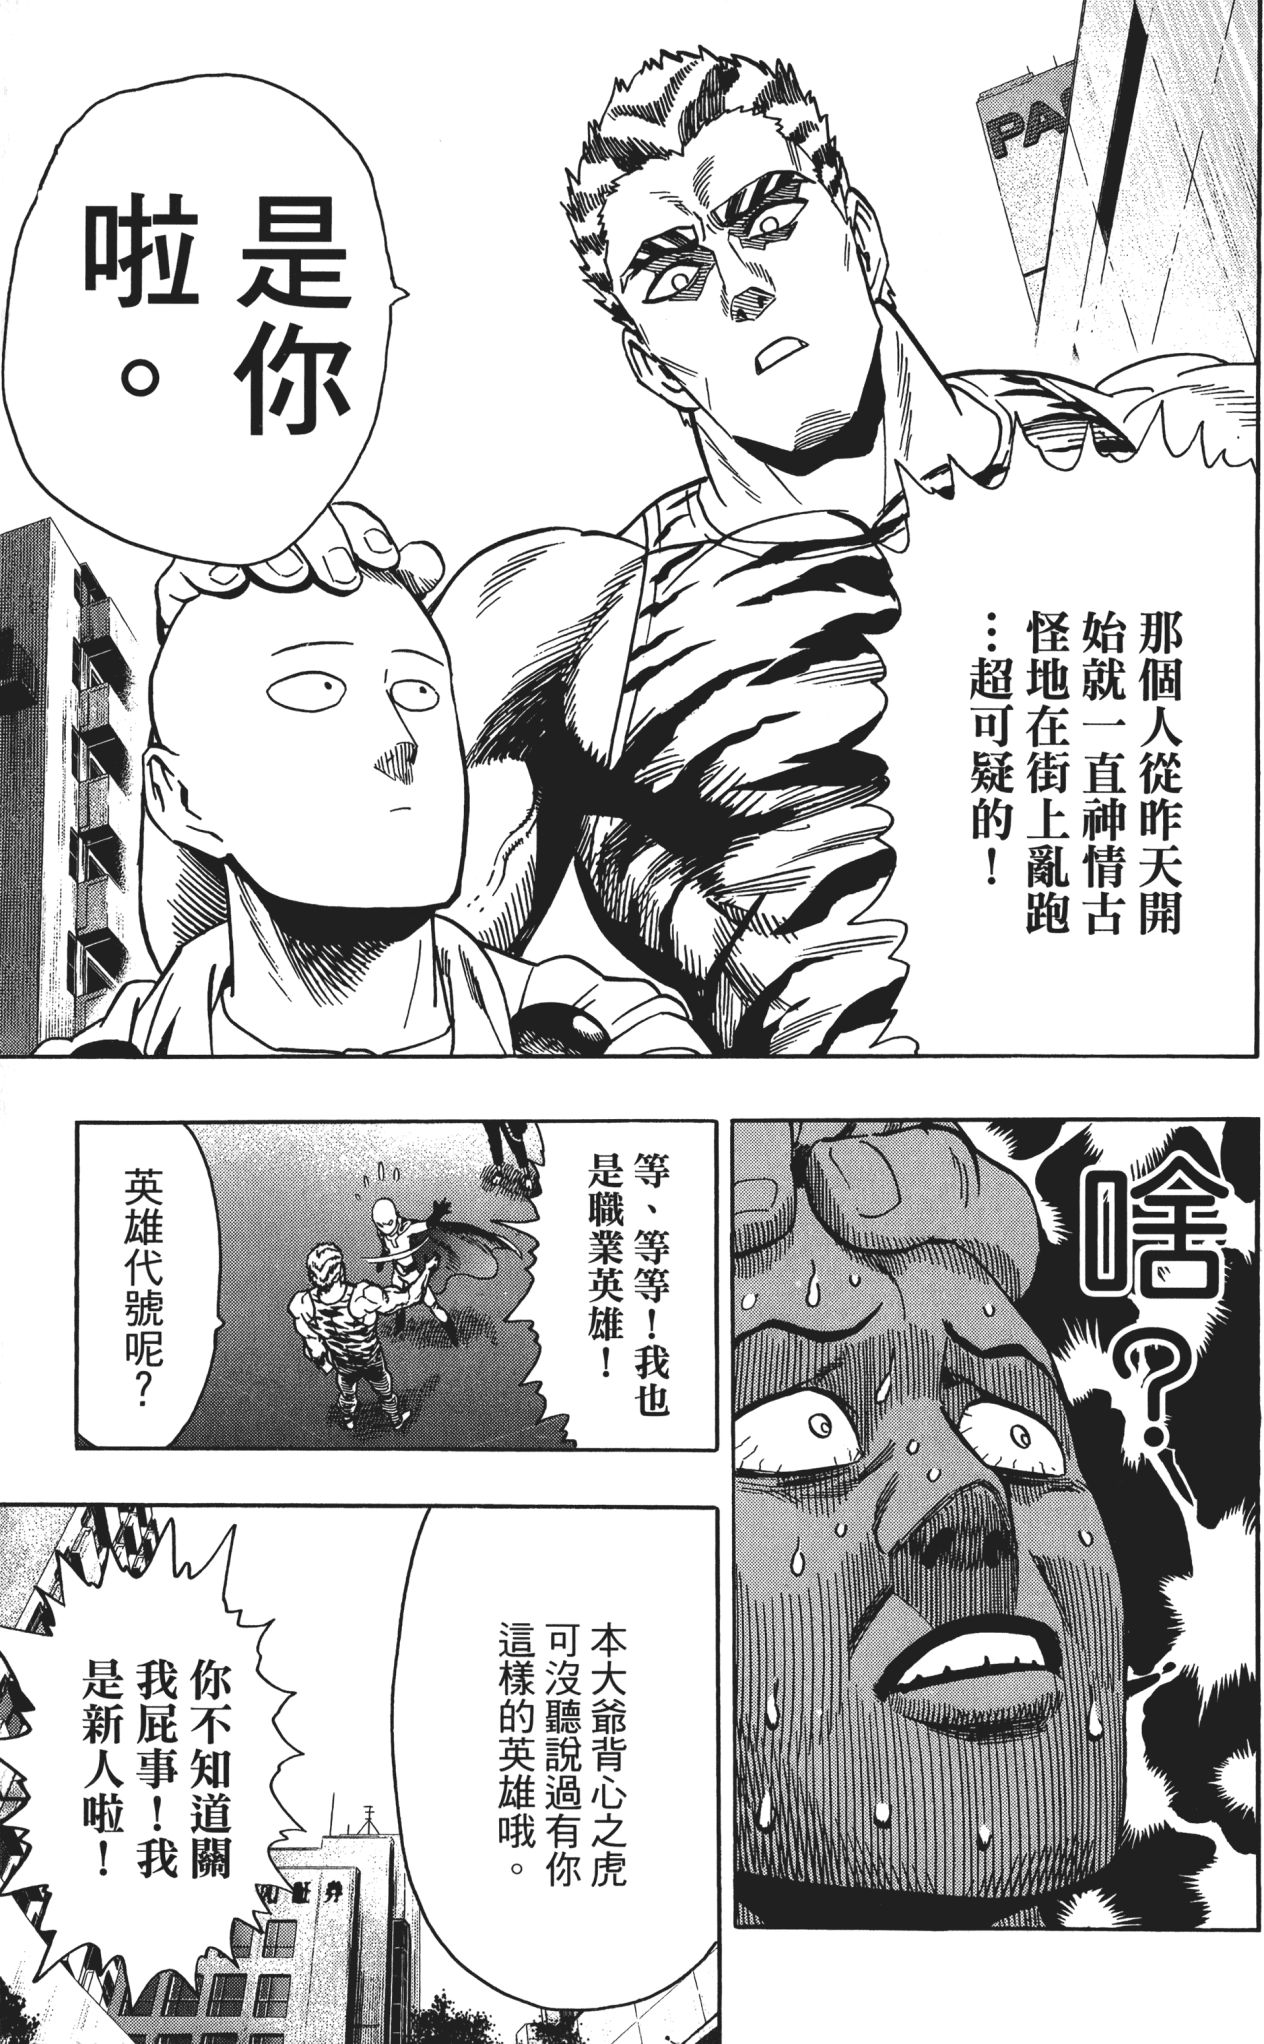 那個人從昨天開
始就一直神情古
怪地在街上亂跑
…超可疑的！
是你
啦。
PA
啥？
等、等等！我也
是職業英雄！
英雄代號呢？
本大爺背心之虎
可沒聽說過有你
這樣的英雄哦。
你不知道關
我屁事！我
是新人啦！